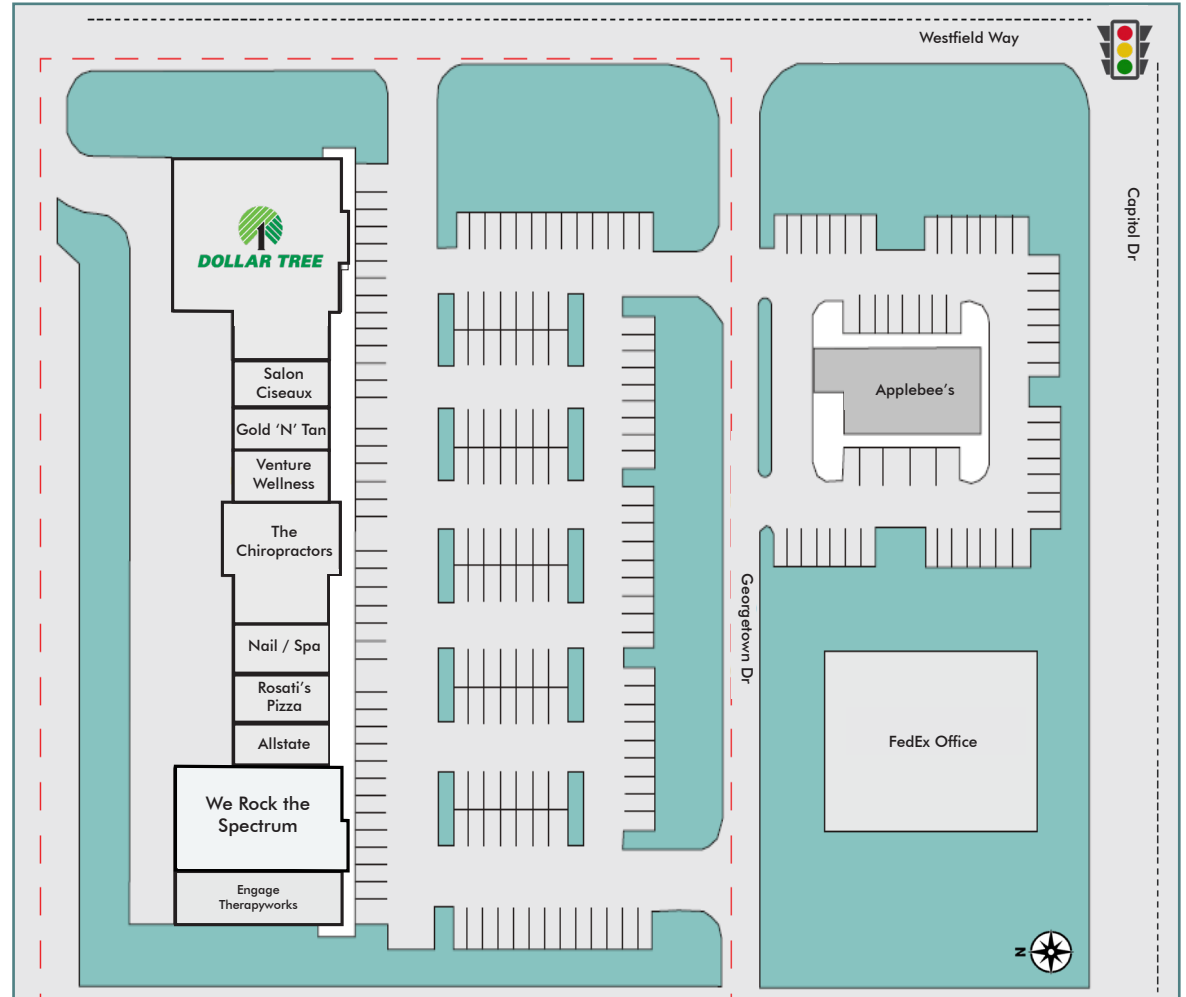 Westfield Way
Capitol Dr
DOLLAR TREE
Salon
Ciseaux
Gold ‘N’ Tan
Venture
Wellness
The
Chiropractors
Nail / Spa
Rosati’s
Pizza
Allstate
We Rock the
Spectrum
Engage
Therapyworks
Applebee’s
Georgetown Dr
FedEx Office
N